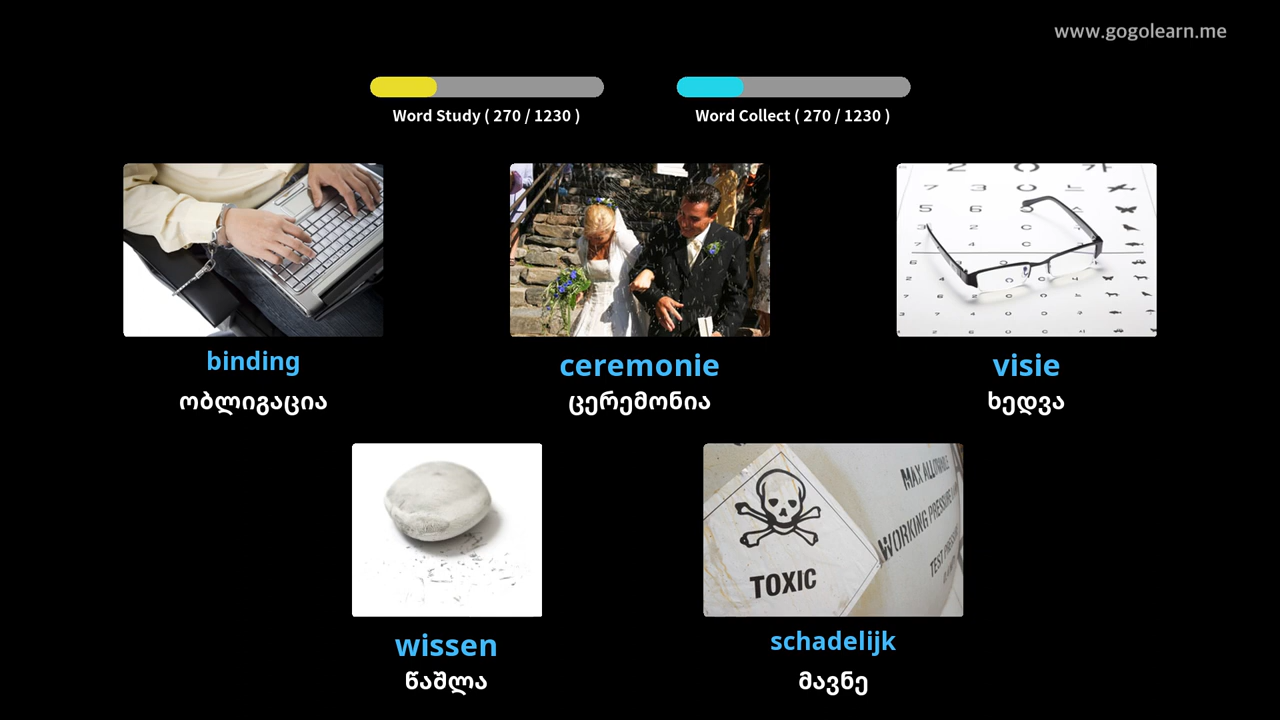 www.gogolearn.me
Word Study ( 270 / 1230 )
Word Collect ( 270 / 1230 )
binding
ობლიგაცია
ceremonie
ცერემონია
visie
ხედვა
MAX ALLOWABLE
WORKING PRESSURE
TEST
TOXIC
wissen
წაშლა
schadelijk
მავნე